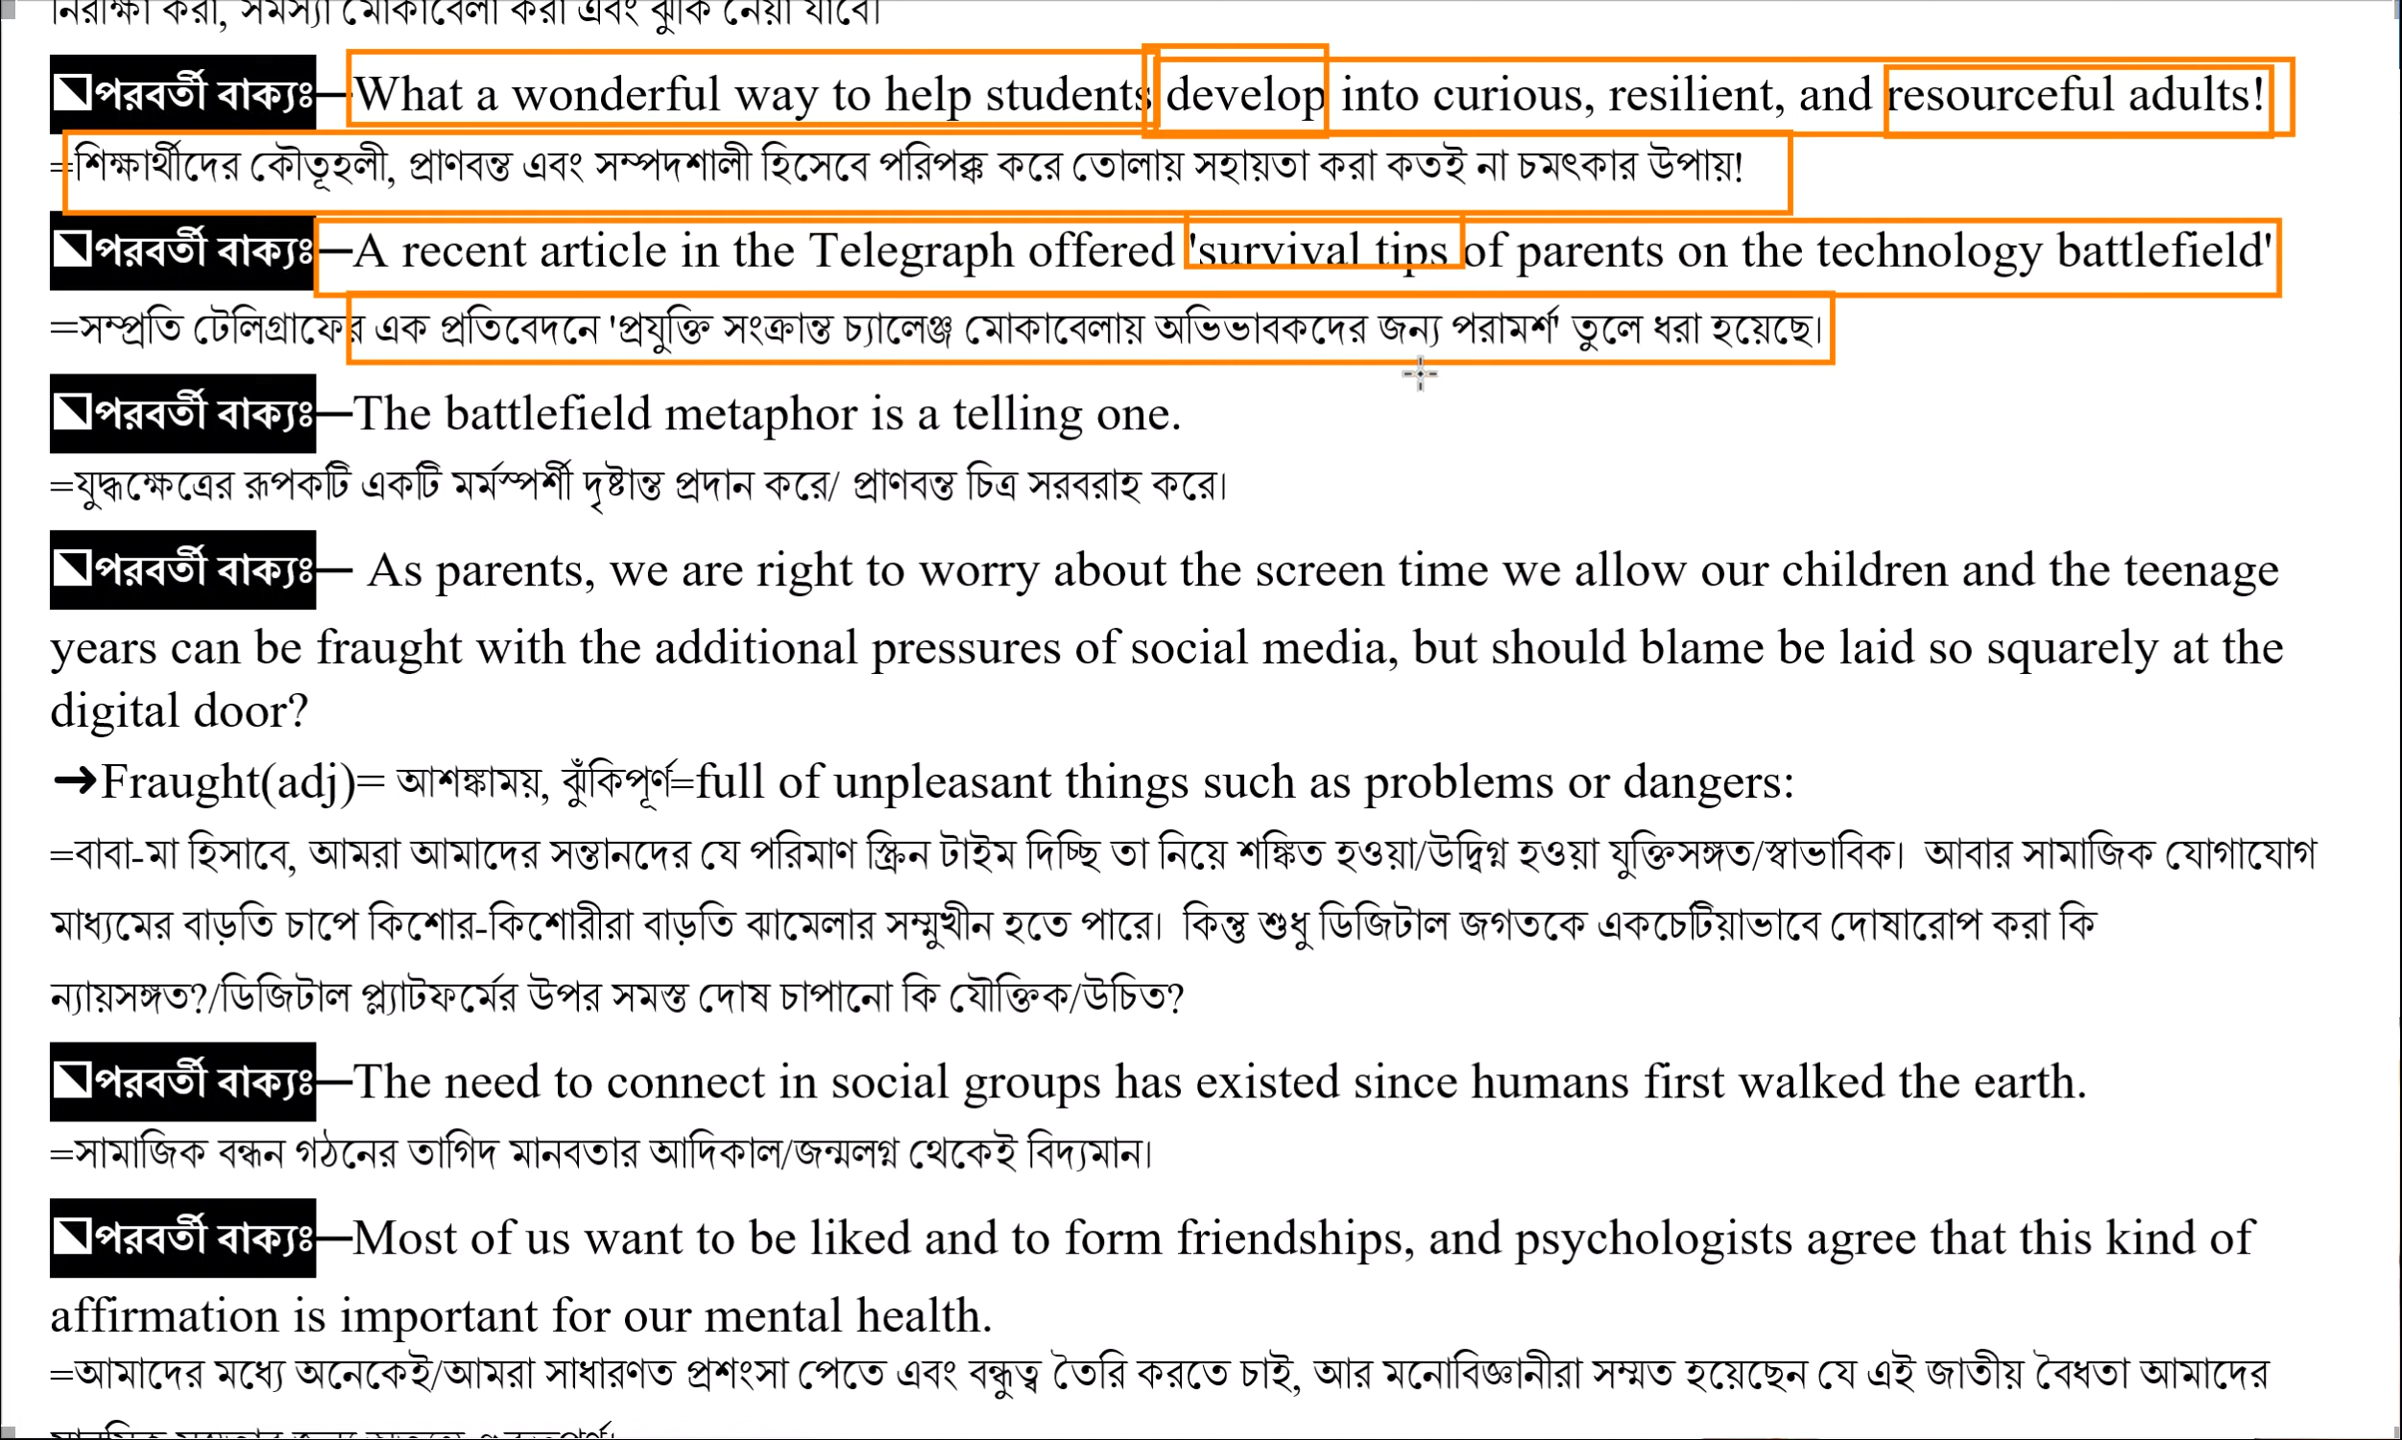 নিরীক্ষা করা, সমস্যা মোকাবেলা করা এবং ঝুঁকি নেয়া যাবে।
পরবর্তী বাক্যঃ—What a wonderful way to help students develop into curious, resilient, and resourceful adults!
=শিক্ষার্থীদের কৌতূহলী, প্রাণবন্ত এবং সম্পদশালী হিসেবে পরিপক্ক করে তোলায় সহায়তা করা কতই না চমৎকার উপায়!
পরবর্তী বাক্যঃ—A recent article in the Telegraph offered 'survival tips of parents on the technology battlefield'
=সম্প্রতি টেলিগ্রাফের এক প্রতিবেদনে 'প্রযুক্তি সংক্রান্ত চ্যালেঞ্জ মোকাবেলায় অভিভাবকদের জন্য পরামর্শ' তুলে ধরা হয়েছে।
পরবর্তী বাক্যঃ—The battlefield metaphor is a telling one.
=যুদ্ধক্ষেত্রের রূপকটি একটি মর্মস্পর্শী দৃষ্টান্ত প্রদান করে/ প্রাণবন্ত চিত্র সরবরাহ করে।
পরবর্তী বাক্যঃ— As parents, we are right to worry about the screen time we allow our children and the teenage
years can be fraught with the additional pressures of social media, but should blame be laid so squarely at the
digital door?
➔Fraught(adj)= আশঙ্কাময়, ঝুঁকিপূর্ণ=full of unpleasant things such as problems or dangers:
=বাবা-মা হিসাবে, আমরা আমাদের সন্তানদের যে পরিমাণ স্ক্রিন টাইম দিচ্ছি তা নিয়ে শঙ্কিত হওয়া/উদ্বিগ্ন হওয়া যুক্তিসঙ্গত/স্বাভাবিক। আবার সামাজিক যোগাযোগ
মাধ্যমের বাড়তি চাপে কিশোর-কিশোরীরা বাড়তি ঝামেলার সম্মুখীন হতে পারে। কিন্তু শুধু ডিজিটাল জগতকে একচেটিয়াভাবে দোষারোপ করা কি
ন্যায়সঙ্গত?/ডিজিটাল প্ল্যাটফর্মের উপর সমস্ত দোষ চাপানো কি যৌক্তিক/উচিত?
পরবর্তী বাক্যঃ—The need to connect in social groups has existed since humans first walked the earth.
=সামাজিক বন্ধন গঠনের তাগিদ মানবতার আদিকাল/জন্মলগ্ন থেকেই বিদ্যমান।
পরবর্তী বাক্যঃ—Most of us want to be liked and to form friendships, and psychologists agree that this kind of
affirmation is important for our mental health.
=আমাদের মধ্যে অনেকেই/আমরা সাধারণত প্রশংসা পেতে এবং বন্ধুত্ব তৈরি করতে চাই, আর মনোবিজ্ঞানীরা সম্মত হয়েছেন যে এই জাতীয় বৈধতা আমাদের